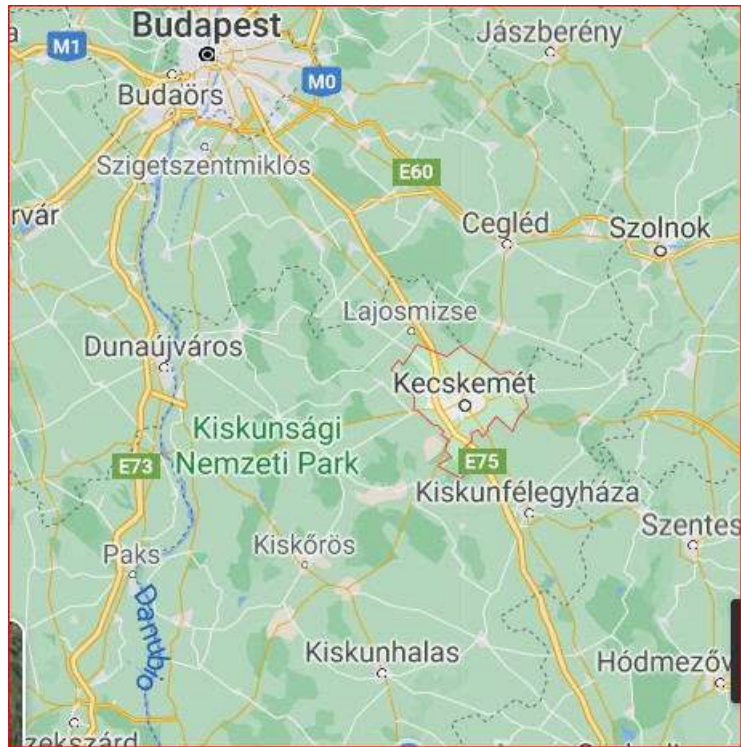 Budapest
Jászberény
M1
M0
Budaörs
Szigetszentmiklós
E60
rvár
Cegléd
Szolnok
Lajosmizse
Dunaújváros
Kecskemét
Kiskunsági
Nemzeti Park
E73
E75
Kiskunfélegyháza
Szentes
Paks
Kiskőrös
Danubio
Kiskunhalas
Hódmezőv
zekszárd